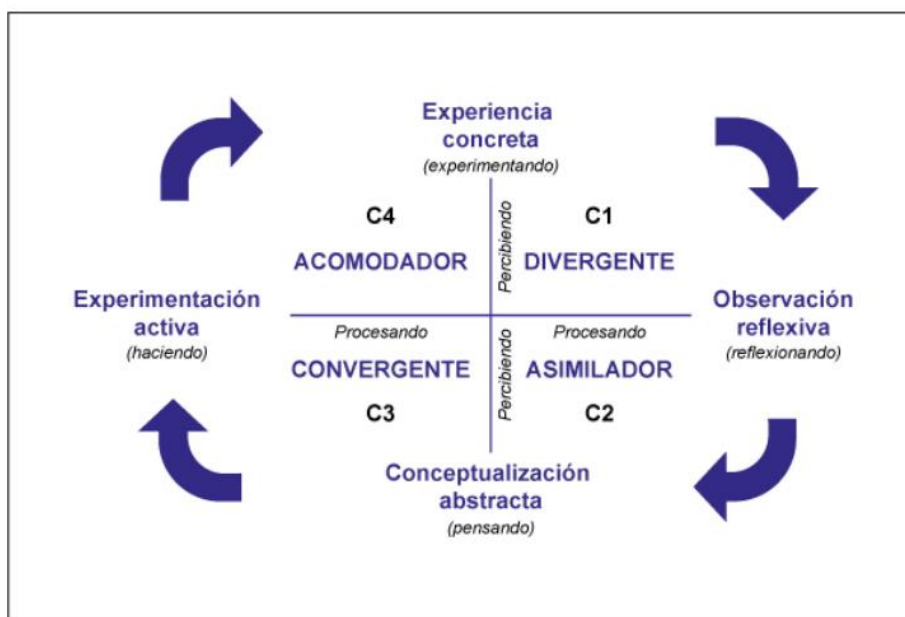 Experiencia
concreta
(experimentando)
C4
C1
Percibiendo
ACOMODADOR
DIVERGENTE
Experimentación
activa
(haciendo)
Observación
reflexiva
(reflexionando)
Procesando
Procesando
CONVERGENTE
Percibiendo
ASIMILADOR
C3
C2
Conceptualización
abstracta
(pensando)